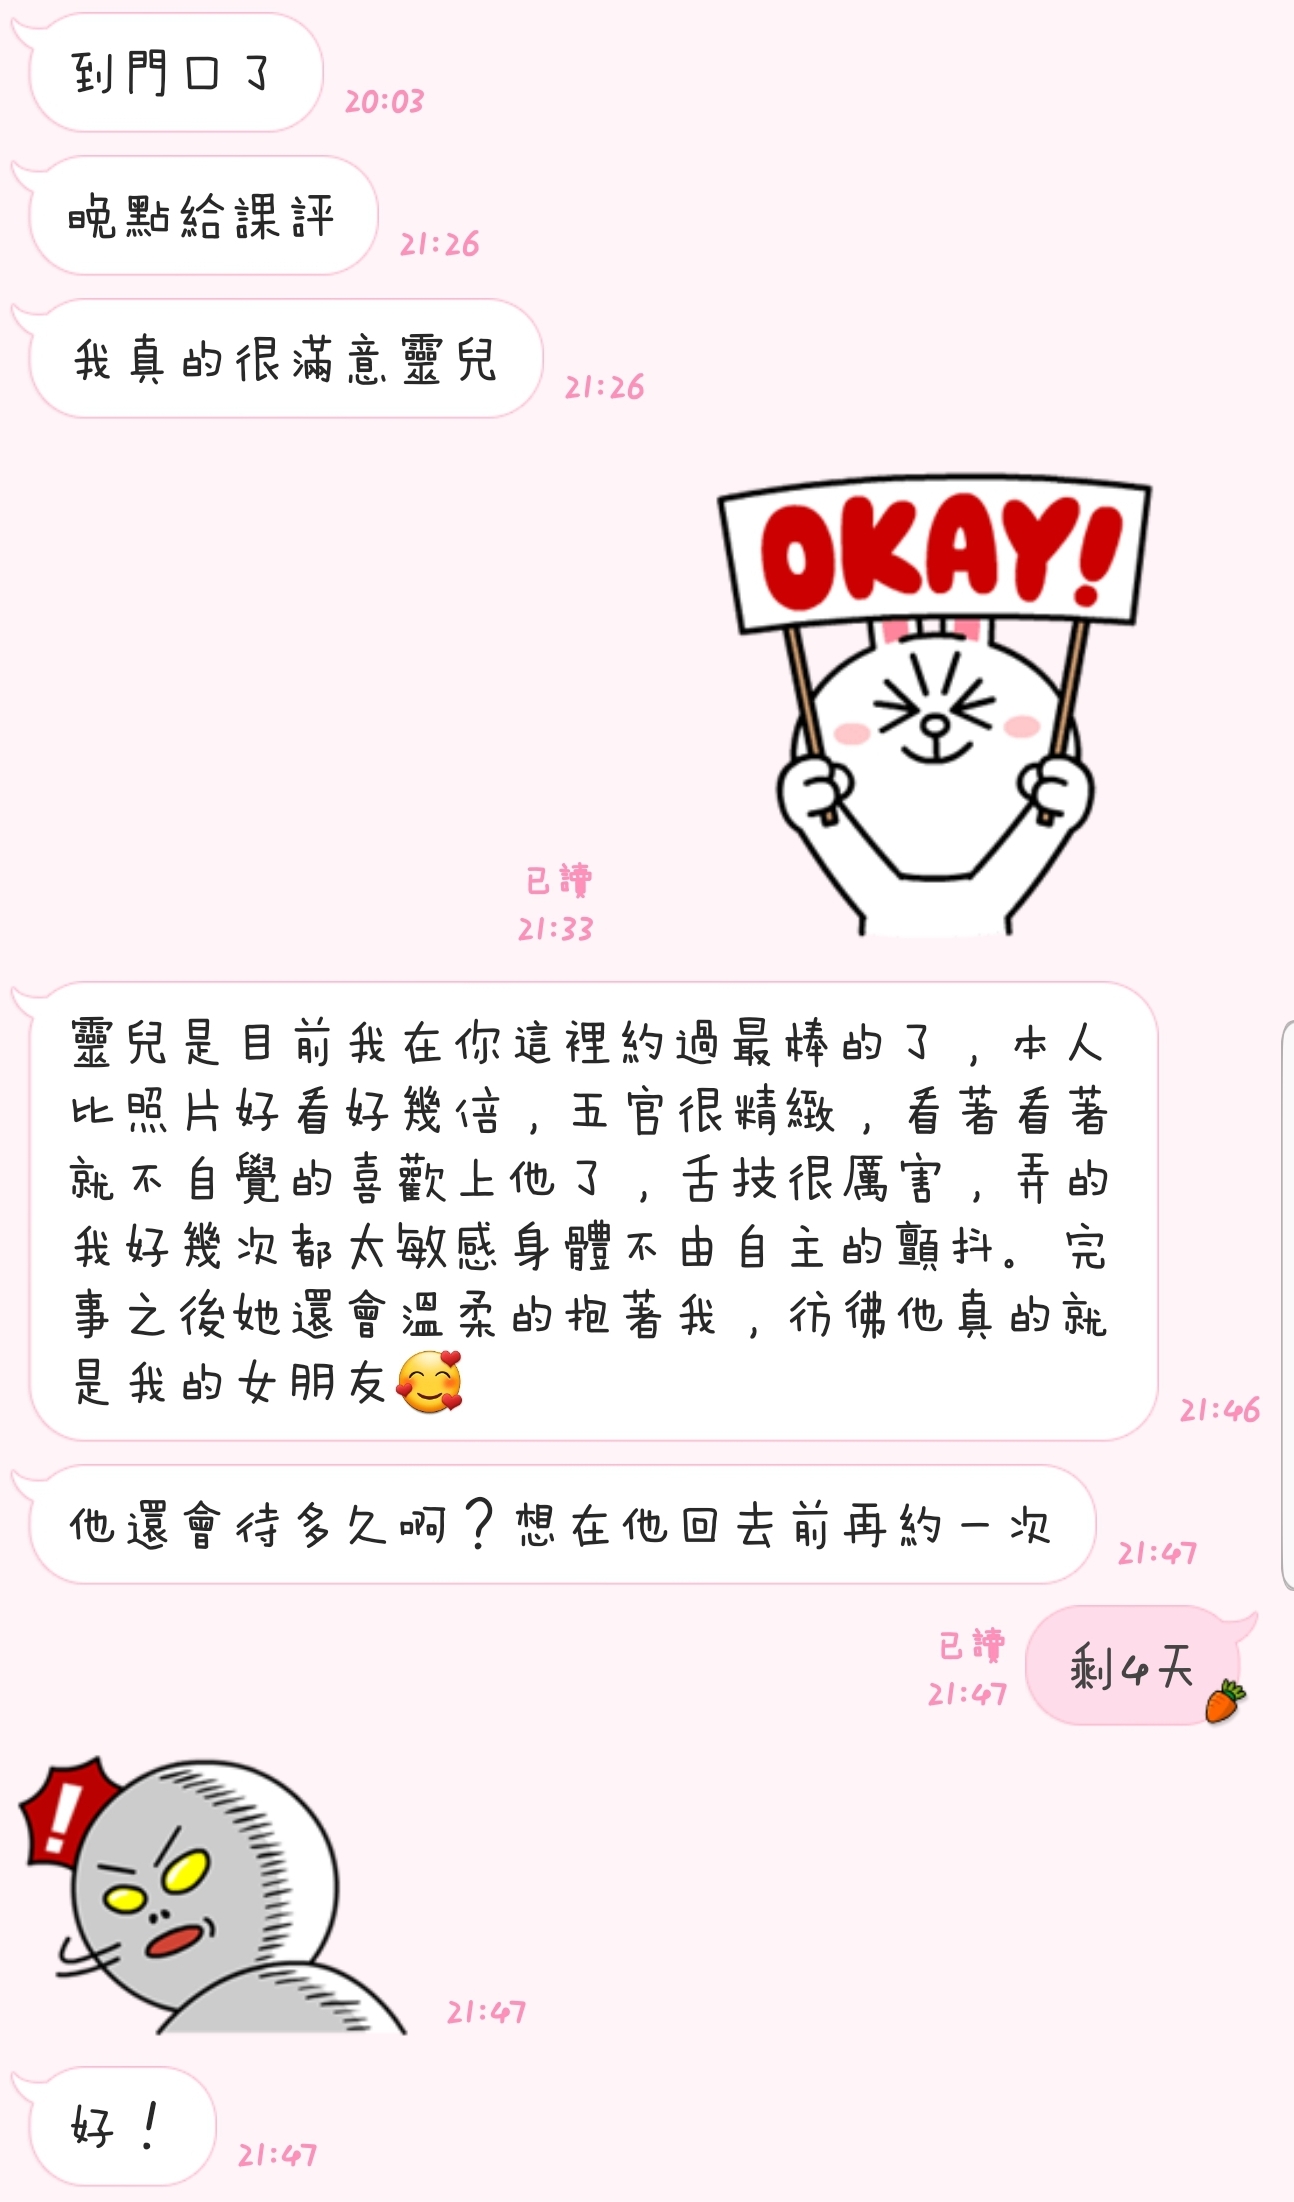 到門口了
20:03
晚點給課評
21:26
我真的很滿意靈兒
21:26
OKAY!
已讀
21:33
靈兒是目前我在你這裡約過最棒的了，本人
比照片好看好幾倍，五官很精緻，看著看著
就不自覺的喜歡上他了，舌技很厲害，弄的
我好幾次都太敏感身體不由自主的顫抖。完
事之後她還會溫柔的抱著我，彷彿他真的就
是我的女朋友🥰
21:46
他還會待多久啊？想在他回去前再約一次
21:47
已讀
21:47
剩4天
!
21:47
好！
21:47